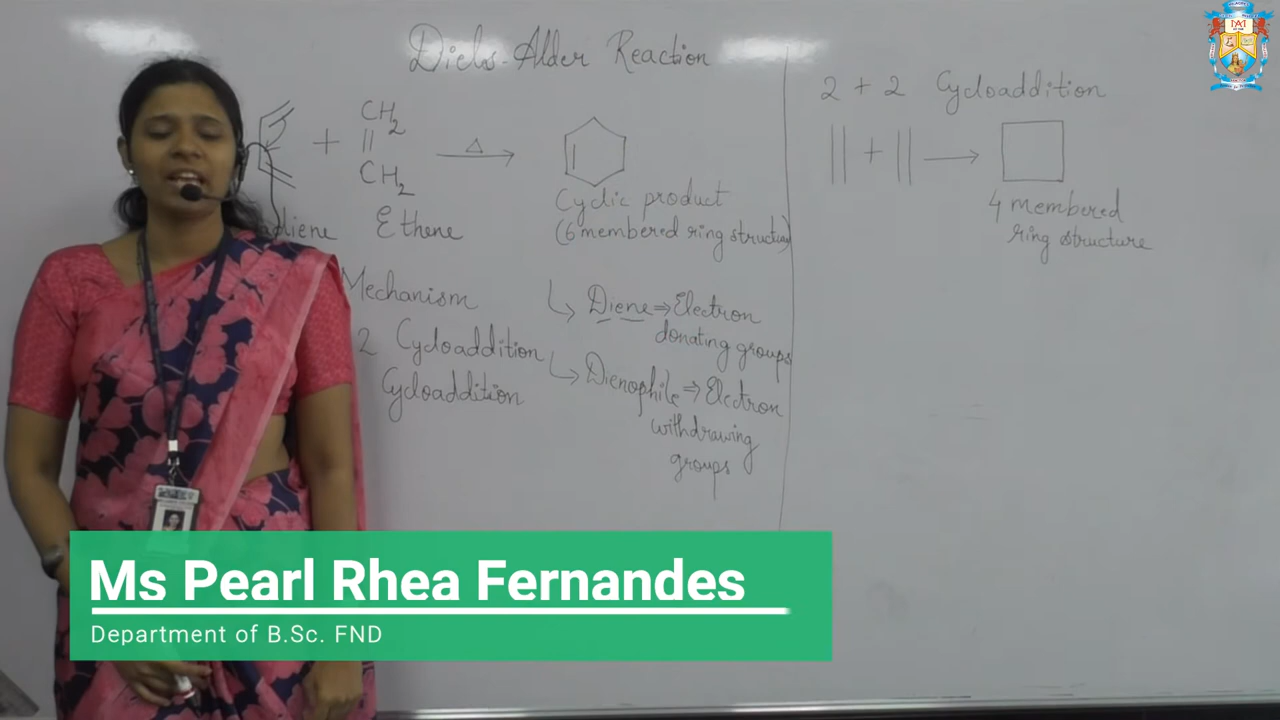 Diels-Alder Reaction
CH2
+ || △
CH2
Ethene
Cyclic product
(6 membered ring structure)
Mechanism
2 Cycloaddition
Cycloaddition
Diene ⇒ Electron
donating groups
Dienophile ⇒ Electron
withdrawing
groups
2 + 2 Cycloaddition
|| + ||
4 membered
ring structure
Ms Pearl Rhea Fernandes
Department of B.Sc. FND